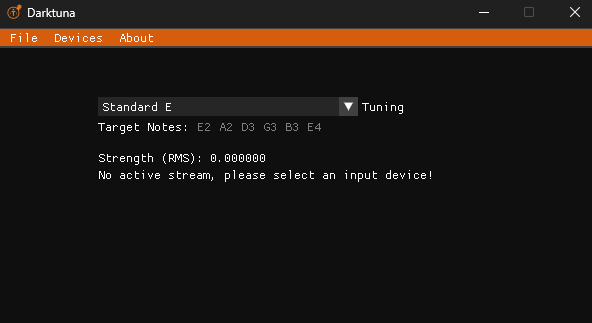 Darktuna
File Devices About
Standard E Tuning
Target Notes: E2 A2 D3 G3 B3 E4
Strength (RMS): 0.000000
No active stream, please select an input device!